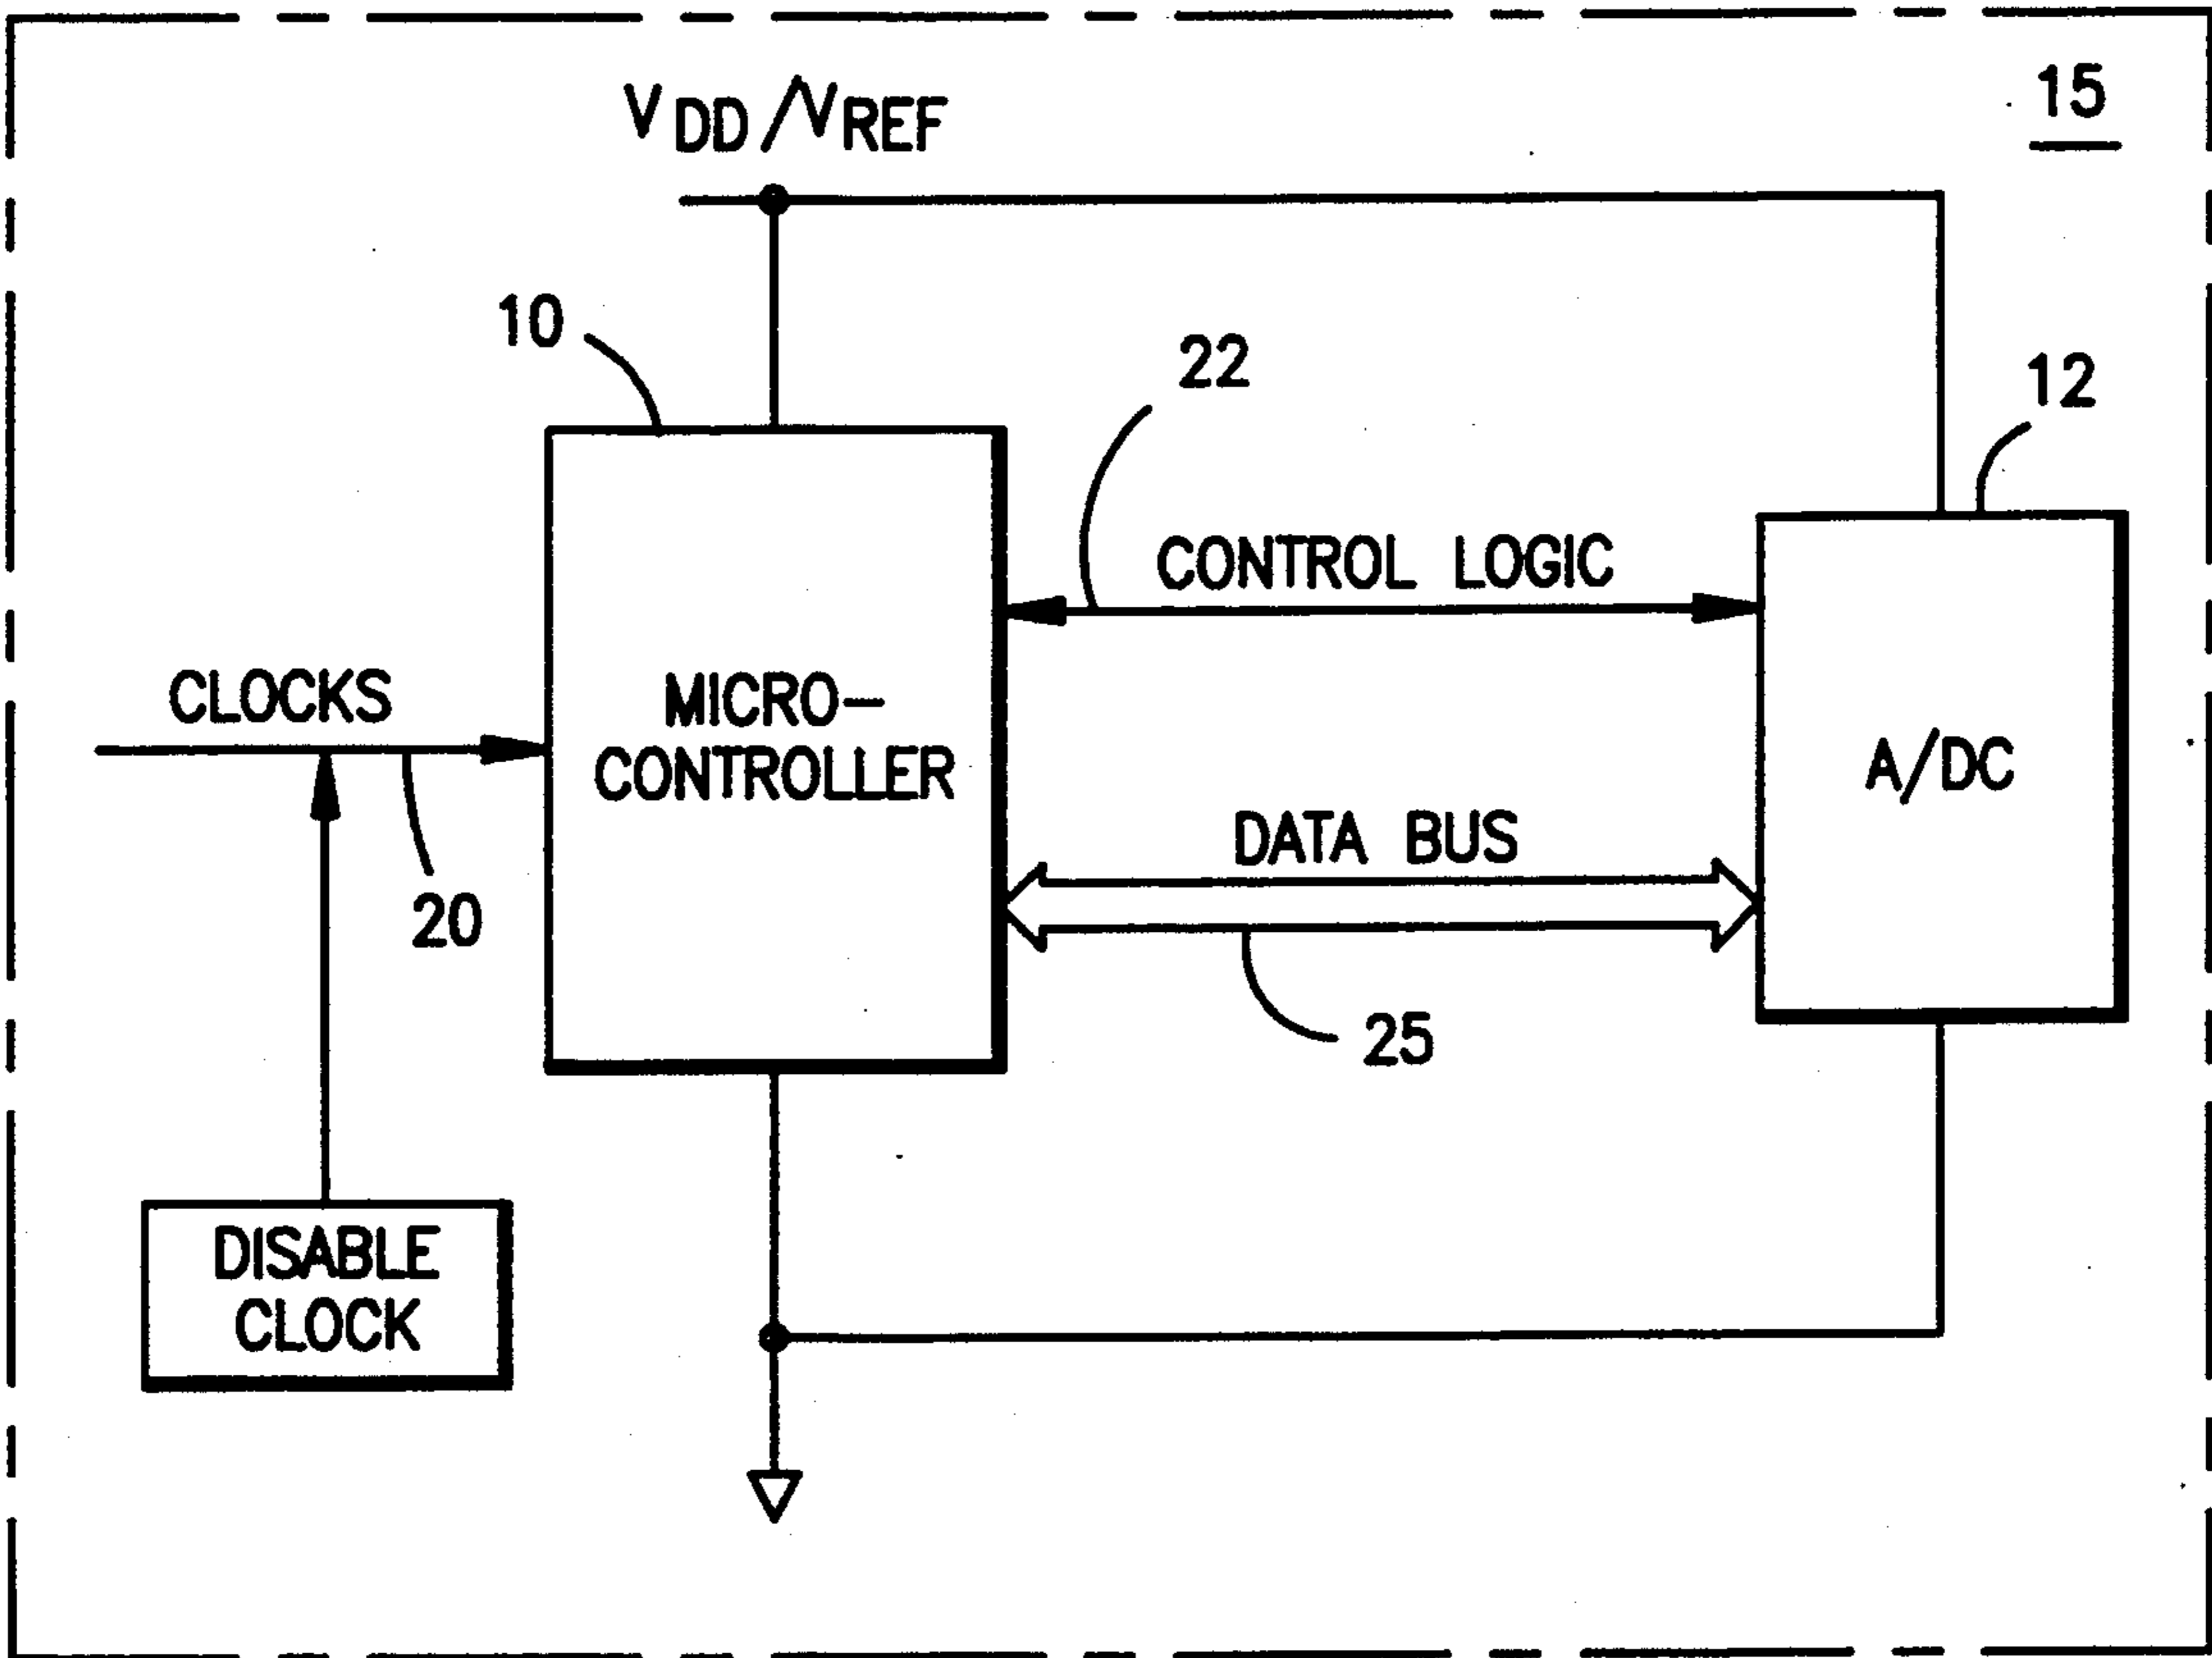 15
VDD/VREF
10
22
12
CONTROL LOGIC
CLOCKS
MICRO-
CONTROLLER
A/DC
DATA BUS
20
25
DISABLE
CLOCK